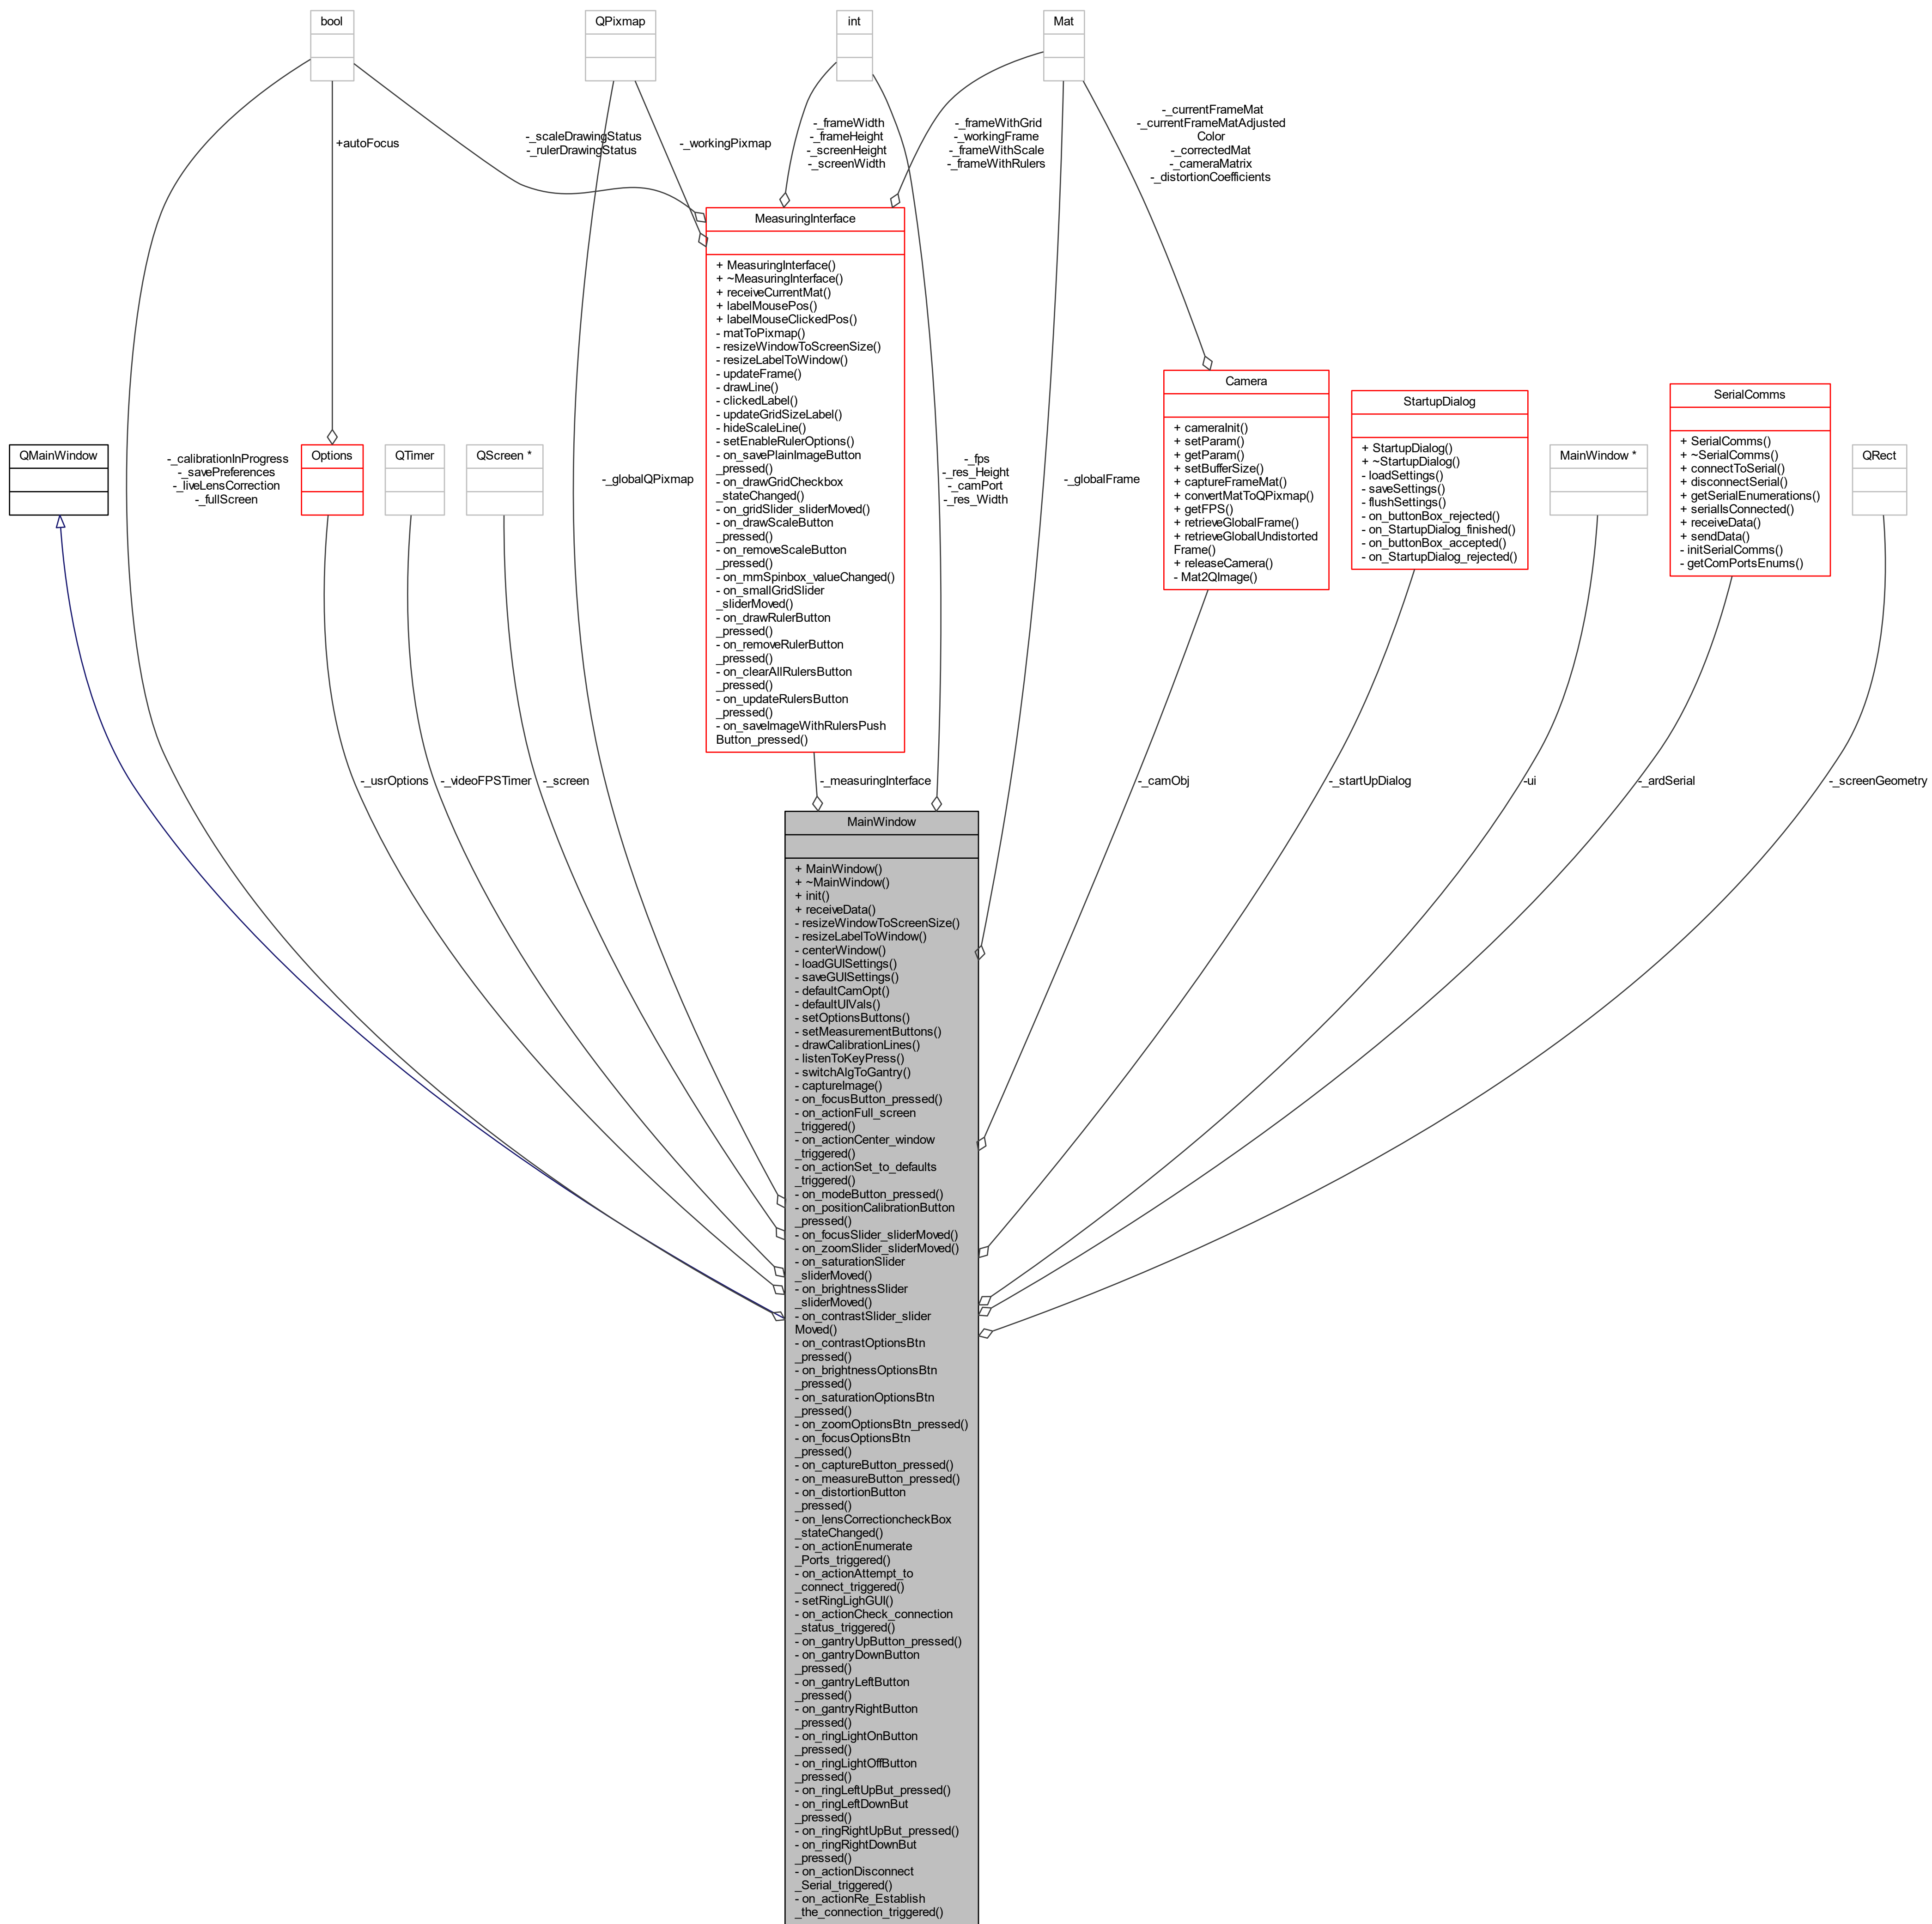 bool
QPixmap
int
Mat
-_currentFrameMat
-_currentFrameMatAdjusted
Color
-_correctedMat
-_cameraMatrix
-_distortionCoefficients
+autoFocus
-_scaleDrawingStatus
-_rulerDrawingStatus
-_workingPixmap
-_frameWidth
-_frameHeight
-_screenHeight
-_screenWidth
-_frameWithGrid
-_workingFrame
-_frameWithScale
-_frameWithRulers
MeasuringInterface
+ MeasuringInterface()
+ ~MeasuringInterface()
+ receiveCurrentMat()
+ labelMousePos()
+ labelMouseClickedPos()
- matToPixmap()
- resizeWindowToScreenSize()
- resizeLabelToWindow()
- updateFrame()
- drawLine()
- clickedLabel()
- updateGridSizeLabel()
- hideScaleLine()
- setEnableRulerOptions()
- on_savePlainImageButton
_pressed()
- on_drawGridCheckbox
_stateChanged()
- on_gridSlider_sliderMoved()
- on_drawScaleButton
_pressed()
- on_removeScaleButton
_pressed()
- on_mmSpinbox_valueChanged()
- on_smallGridSlider
_sliderMoved()
- on_drawRulerButton
_pressed()
- on_removeRulerButton
_pressed()
- on_clearAllRulersButton
_pressed()
- on_updateRulersButton
_pressed()
- on_saveImageWithRulersPush
Button_pressed()
Camera
+ cameraInit()
+ setParam()
+ getParam()
+ setBufferSize()
+ captureFrameMat()
+ convertMatToQPixmap()
+ getFPS()
+ retrieveGlobalFrame()
+ retrieveGlobalUndistorted
Frame()
+ releaseCamera()
- Mat2QImage()
StartupDialog
+ StartupDialog()
+ ~StartupDialog()
- loadSettings()
- saveSettings()
- flushSettings()
- on_buttonBox_rejected()
- on_StartupDialog_finished()
- on_buttonBox_accepted()
- on_StartupDialog_rejected()
SerialComms
+ SerialComms()
+ ~SerialComms()
+ connectToSerial()
+ disconnectSerial()
+ getSerialEnumerations()
+ serialIsConnected()
+ receiveData()
+ sendData()
- initSerialComms()
- getComPortsEnums()
QMainWindow
-_calibrationInProgress
-_savePreferences
-_liveLensCorrection
-_fullScreen
Options
QTimer
QScreen *
-_globalQPixmap
-_fps
-_res_Height
-_camPort
-_res_Width
-_globalFrame
MainWindow *
QRect
-_usrOptions
-_videoFPSTimer
-_screen
-_measuringInterface
-_camObj
-_startUpDialog
-ui
-_ardSerial
-_screenGeometry
MainWindow
+ MainWindow()
+ ~MainWindow()
+ init()
+ receiveData()
- resizeWindowToScreenSize()
- resizeLabelToWindow()
- centerWindow()
- loadGUISettings()
- saveGUISettings()
- defaultCamOpt()
- defaultUIVals()
- setOptionsButtons()
- setMeasurementButtons()
- drawCalibrationLines()
- listenToKeyPress()
- switchAlgToGantry()
- captureImage()
- on_focusButton_pressed()
- on_actionFull_screen
_triggered()
- on_actionCenter_window
_triggered()
- on_actionSet_to_defaults
_triggered()
- on_modeButton_pressed()
- on_positionCalibrationButton
_pressed()
- on_focusSlider_sliderMoved()
- on_zoomSlider_sliderMoved()
- on_saturationSlider
_sliderMoved()
- on_brightnessSlider
_sliderMoved()
- on_contrastSlider_slider
Moved()
- on_contrastOptionsBtn
_pressed()
- on_brightnessOptionsBtn
_pressed()
- on_saturationOptionsBtn
_pressed()
- on_zoomOptionsBtn_pressed()
- on_focusOptionsBtn
_pressed()
- on_captureButton_pressed()
- on_measureButton_pressed()
- on_distortionButton
_pressed()
- on_lensCorrectioncheckBox
_stateChanged()
- on_actionEnumerate
_Ports_triggered()
- on_actionAttempt_to
_connect_triggered()
- setRingLighGUI()
- on_actionCheck_connection
_status_triggered()
- on_gantryUpButton_pressed()
- on_gantryDownButton
_pressed()
- on_gantryLeftButton
_pressed()
- on_gantryRightButton
_pressed()
- on_ringLightOnButton
_pressed()
- on_ringLightOffButton
_pressed()
- on_ringLeftUpBut_pressed()
- on_ringLeftDownBut
_pressed()
- on_ringRightUpBut_pressed()
- on_ringRightDownBut
_pressed()
- on_actionDisconnect
_Serial_triggered()
- on_actionRe_Establish
_the_connection_triggered()